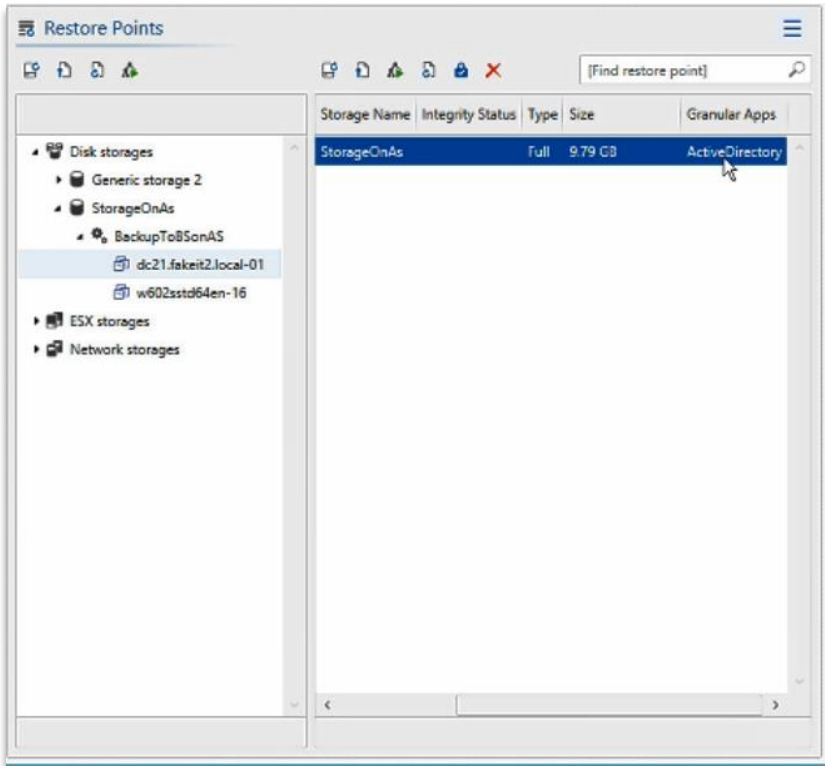 Restore Points
[Find restore point]
Storage Name Integrity Status Type Size Granular Apps
StorageOnAs Full 9.79 GB ActiveDirectory
Disk storages
Generic storage 2
StorageOnAs
BackupToBSonAS
dc21.fakeit2.local-01
w602sstd64en-16
ESX storages
Network storages